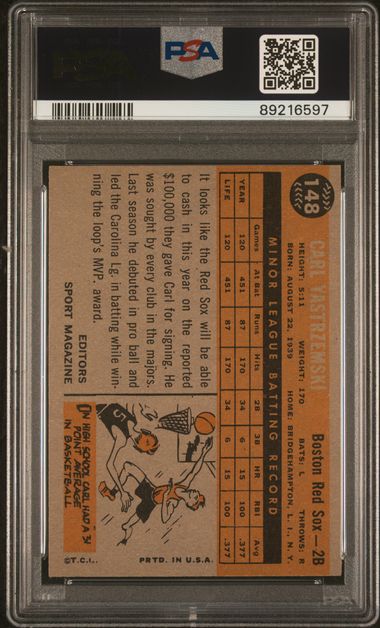 PSA
89216597
148
CARL YASTRZEMSKI
Boston Red Sox—2B
HEIGHT: 5:11 WEIGHT: 170 BATS: L THROWS: R
BORN: AUGUST 22, 1939 HOME: BRIDGEHAMPTON, L. I., N. Y.
MINOR LEAGUE BATTING RECORD
Games At Bat Runs Hits 2B 3B HR RBI Avg
YEAR 120 451 87 170 34 6 15 100 .377
LIFE 120 451 87 170 34 6 15 100 .377
It looks like the Red Sox will be able
to cash in this year on the reported
$100,000 they gave Carl for signing. He
was sought by every club in the majors.
Last season he debuted in pro ball and
led the Carolina Lg. in batting while win-
ning the loop's MVP. award.
EDITORS
SPORT MAGAZINE
5
IN HIGH SCHOOL CARL HAD A 31
POINT AVERAGE
IN BASKETBALL
©T.C.I.. PRTD. IN U.S.A.